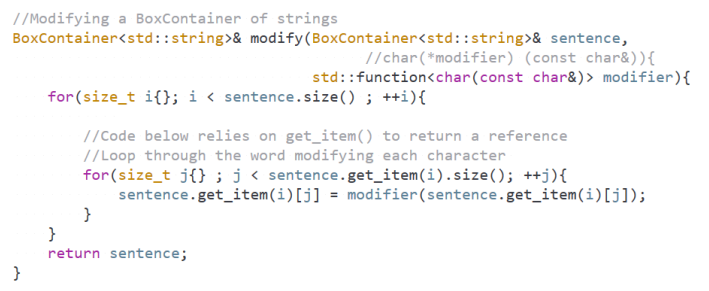 //Modifying a BoxContainer of strings
BoxContainer<std::string>& modify(BoxContainer<std::string>& sentence,
                                        //char(*modifier) (const char&)){
                                  std::function<char(const char&)> modifier){
    for(size_t i{}; i < sentence.size() ; ++i){

        //Code below relies on get_item() to return a reference
        //Loop through the word modifying each character
        for(size_t j{} ; j < sentence.get_item(i).size(); ++j){
            sentence.get_item(i)[j] = modifier(sentence.get_item(i)[j]);
        }
    }
    return sentence;
}